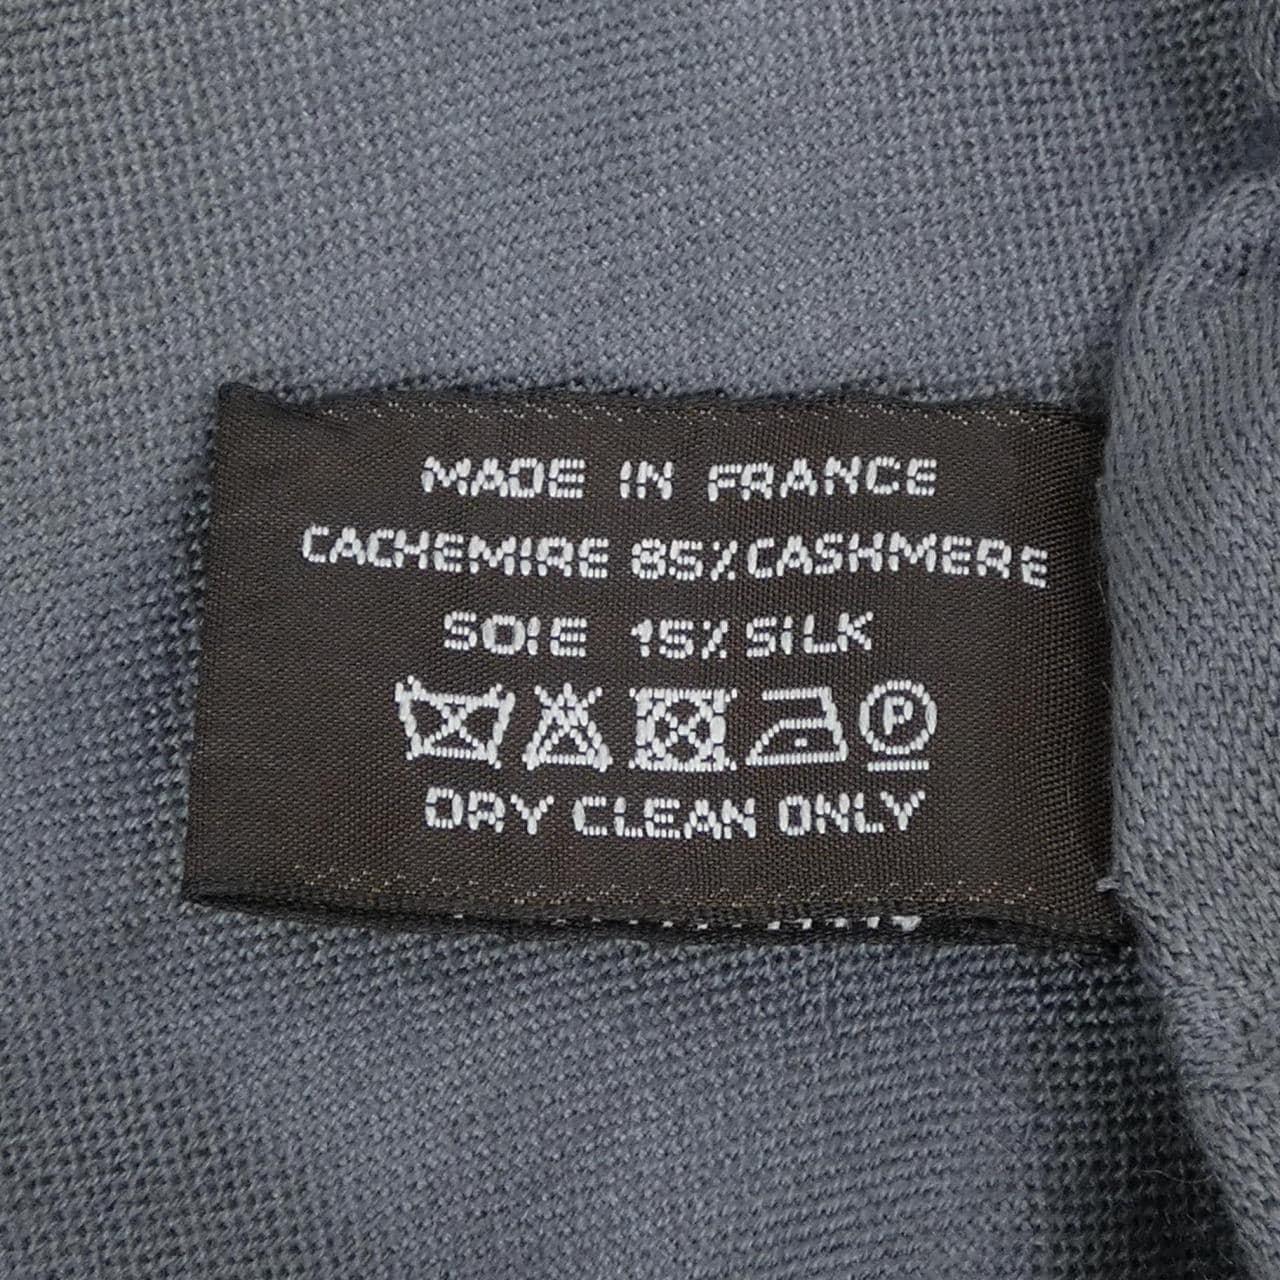 MADE IN FRANCE
CACHEMIRE 85% CASHMERE
SOIE 15% SILK
P
DRY CLEAN ONLY